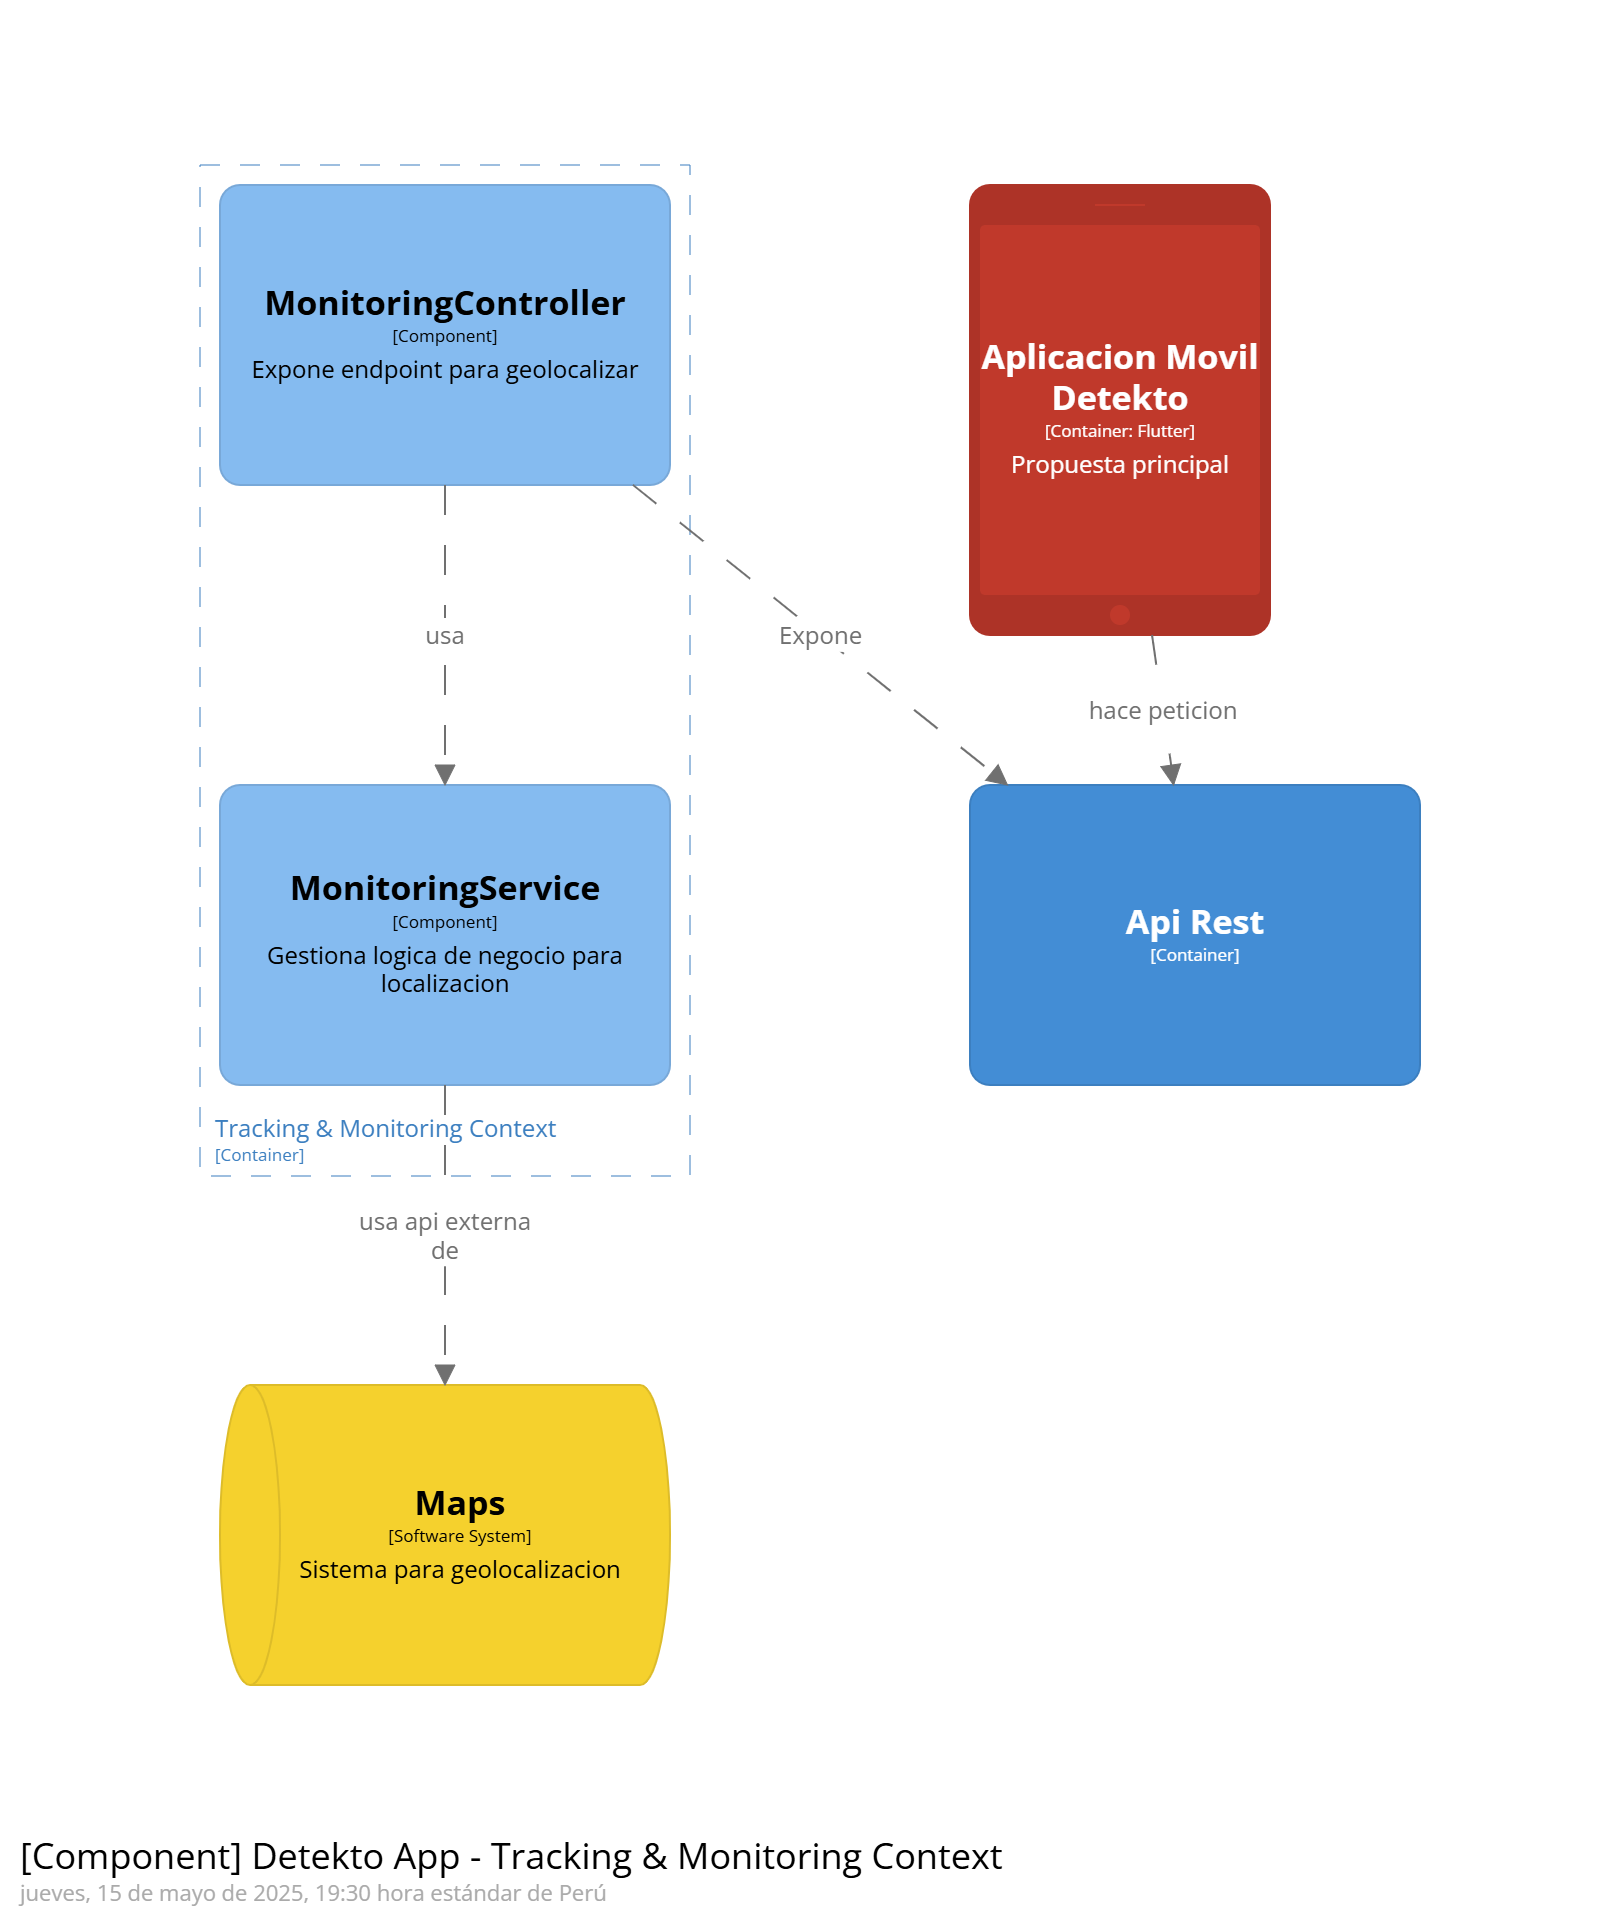 MonitoringController
[Component]
Expone endpoint para geolocalizar
Aplicacion Movil
Detekto
[Container: Flutter]
Propuesta principal
usa
Expone
hace peticion
MonitoringService
[Component]
Gestiona logica de negocio para
localizacion
Api Rest
[Container]
Tracking & Monitoring Context
[Container]
usa api externa
de
Maps
[Software System]
Sistema para geolocalizacion
[Component] Detekto App - Tracking & Monitoring Context
jueves, 15 de mayo de 2025, 19:30 hora estándar de Perú